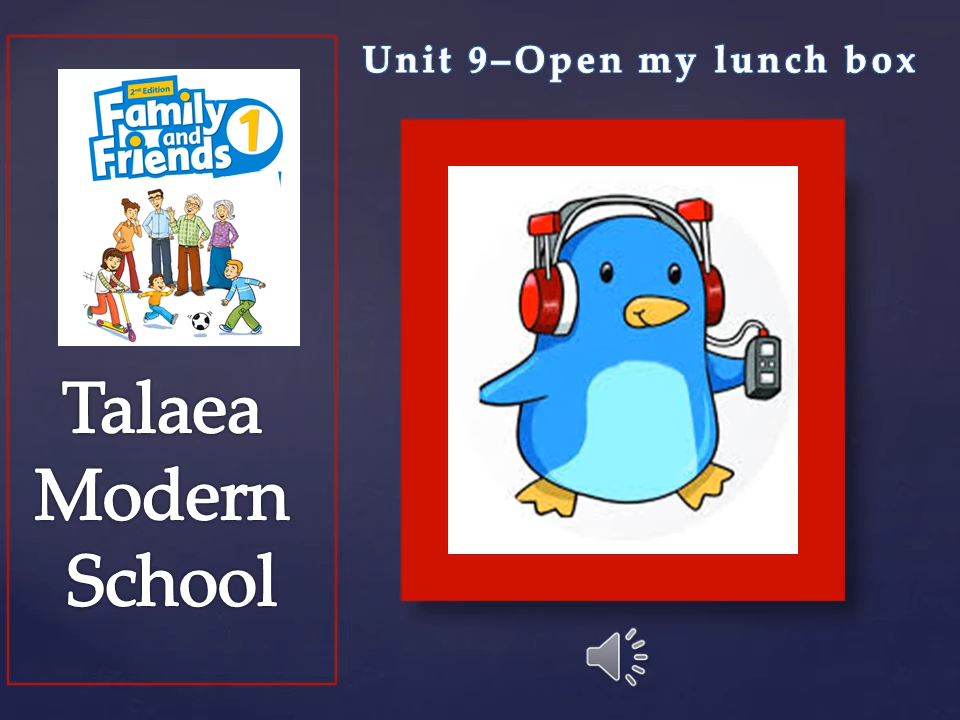 Unit 9–Open my lunch box
2nd Edition
Family
and
Friends
1
Talaea
Modern
School